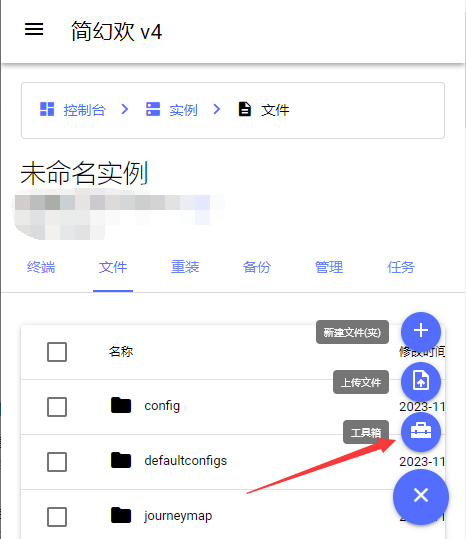 简幻欢 v4
控制台 实例 文件
未命名实例
终端 文件 重装 备份 管理 任务
新建文件(夹)
名称 修改时间
上传文件
config 2023-11
工具箱
defaultconfigs 2023-11
journeymap